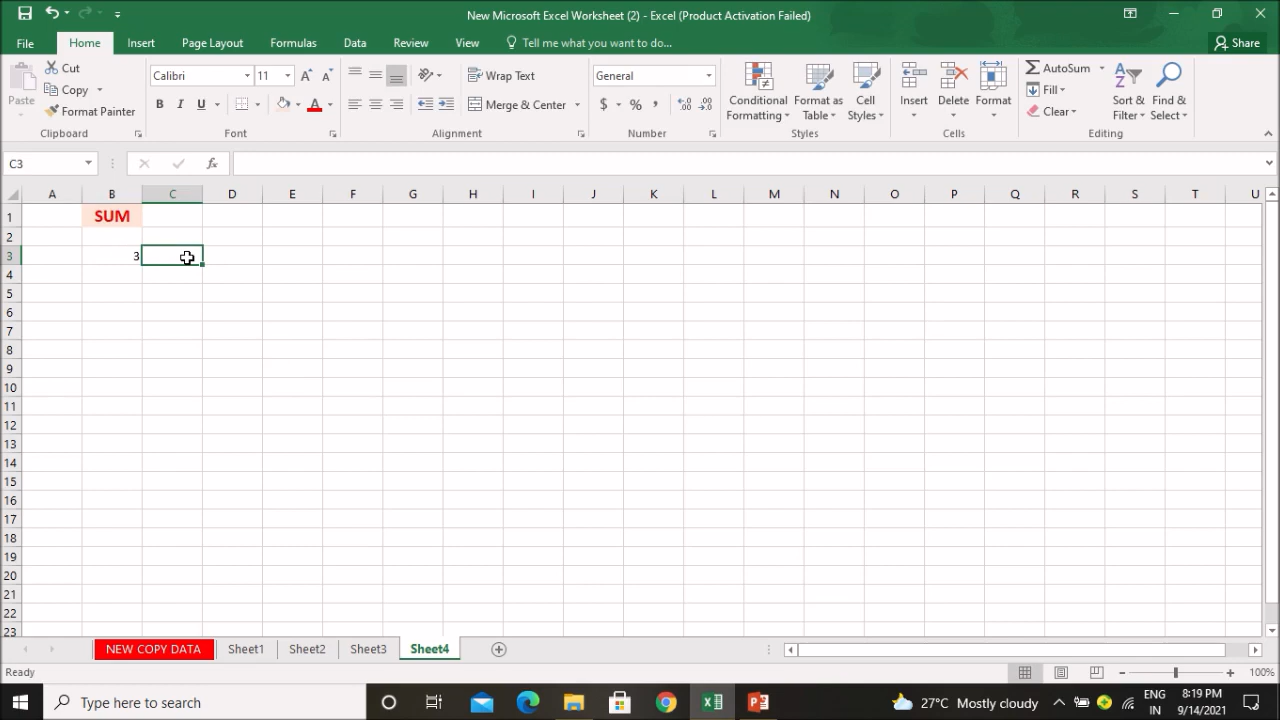 New Microsoft Excel Worksheet (2) - Excel (Product Activation Failed)
File Home Insert Page Layout Formulas Data Review View Tell me what you want to do... Share
Paste
Cut
Copy
Format Painter
Clipboard
Calibri 11
B I U
Font
Wrap Text
Merge & Center
Alignment
General
$ % ,
Number
Conditional Formatting
Format as Table
Cell Styles
Styles
Insert Delete Format
Cells
AutoSum
Fill
Clear
Sort & Filter
Find & Select
Editing
C3 fx
A B C D E F G H I J K L M N O P Q R S T U
1 SUM
2
3 3
4
5
6
7
8
9
10
11
12
13
14
15
16
17
18
19
20
21
22
23
NEW COPY DATA Sheet1 Sheet2 Sheet3 Sheet4
Ready 100%
Type here to search 27°C Mostly cloudy ENG IN 8:19 PM 9/14/2021